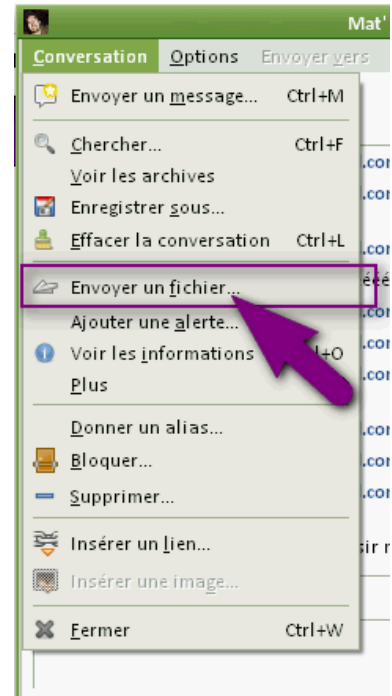 Mat'
Conversation Options Envoyer vers
Envoyer un message... Ctrl+M
Chercher... Ctrl+F
Voir les archives
Enregistrer sous...
Effacer la conversation Ctrl+L
Envoyer un fichier...
Ajouter une alerte...
Voir les informations
Plus
Donner un alias...
Bloquer...
Supprimer...
Insérer un lien...
Insérer une image...
Fermer Ctrl+W